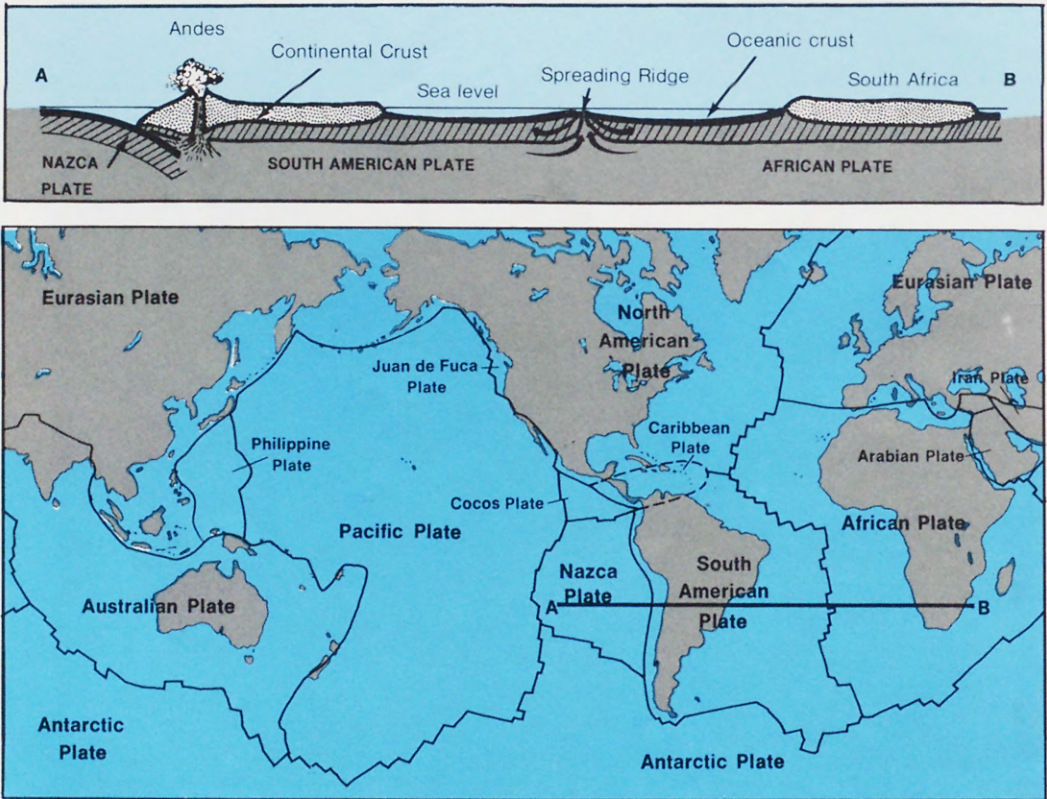 Andes
Continental Crust
Oceanic crust
A
Sea level
Spreading Ridge
South Africa
B
NAZCA
PLATE
SOUTH AMERICAN PLATE
AFRICAN PLATE
Eurasian Plate
Eurasian Plate
North
American
Plate
Juan de Fuca
Plate
Iran Plate
Caribbean
Plate
Philippine
Plate
Arabian Plate
Cocos Plate
Pacific Plate
African Plate
Nazca
Plate
South
American
Plate
Australian Plate
A
B
Antarctic
Plate
Antarctic Plate